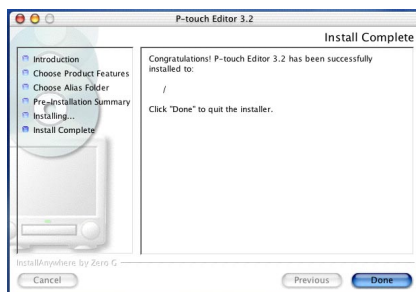 P-touch Editor 3.2
Install Complete
Introduction
Choose Product Features
Choose Alias Folder
Pre-Installation Summary
Installing...
Install Complete
Congratulations! P-touch Editor 3.2 has been successfully
installed to:
/
Click "Done" to quit the installer.
InstallAnywhere by Zero G
Cancel
Previous
Done